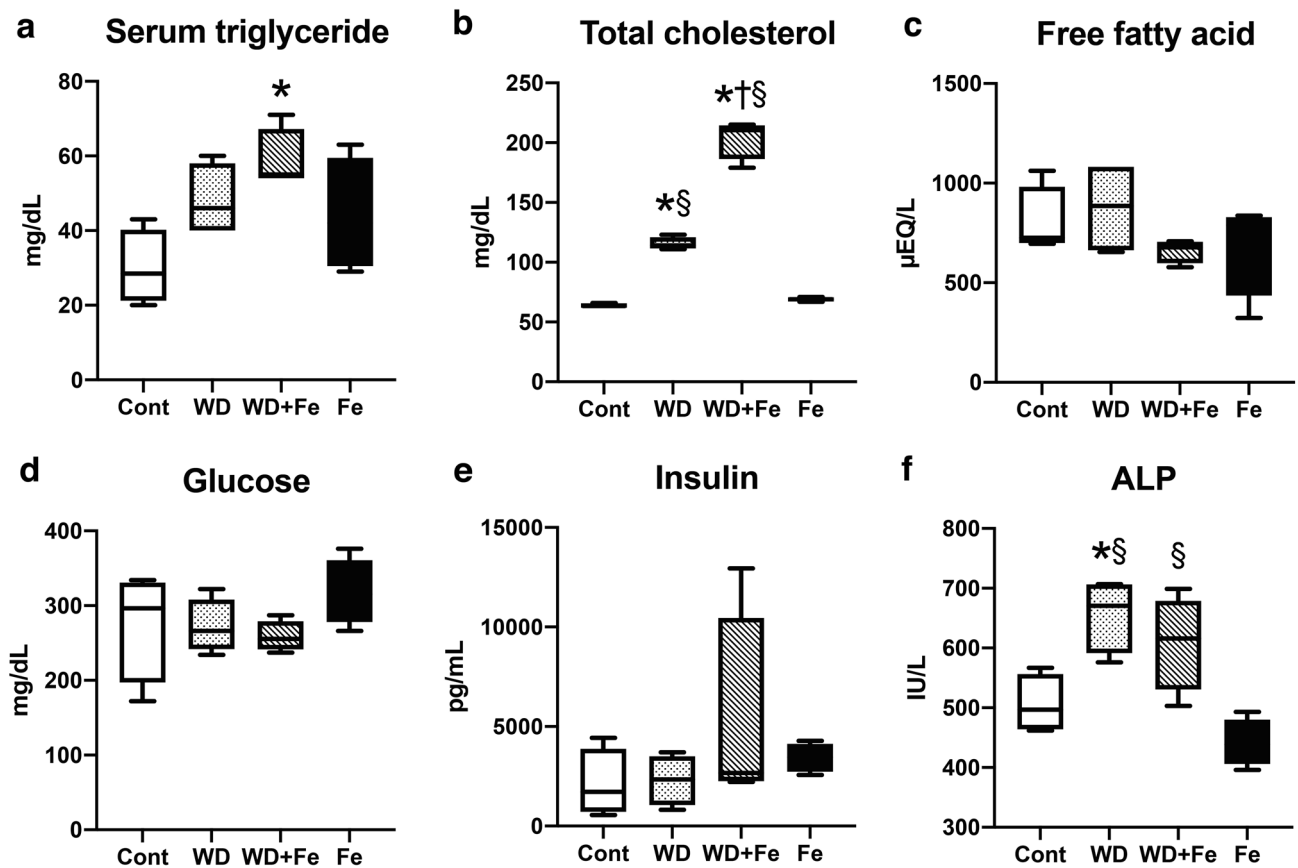 a Serum triglyceride
mg/dL
80
60
40
20
0
*
Cont WD WD+Fe Fe
b Total cholesterol
mg/dL
250
200
150
100
50
0
*§ *†§
Cont WD WD+Fe Fe
c Free fatty acid
µEQ/L
1500
1000
500
0
Cont WD WD+Fe Fe
d Glucose
mg/dL
400
300
200
100
0
Cont WD WD+Fe Fe
e Insulin
pg/mL
15000
10000
5000
0
Cont WD WD+Fe Fe
f ALP
IU/L
800
700
600
500
400
300
*§ §
Cont WD WD+Fe Fe